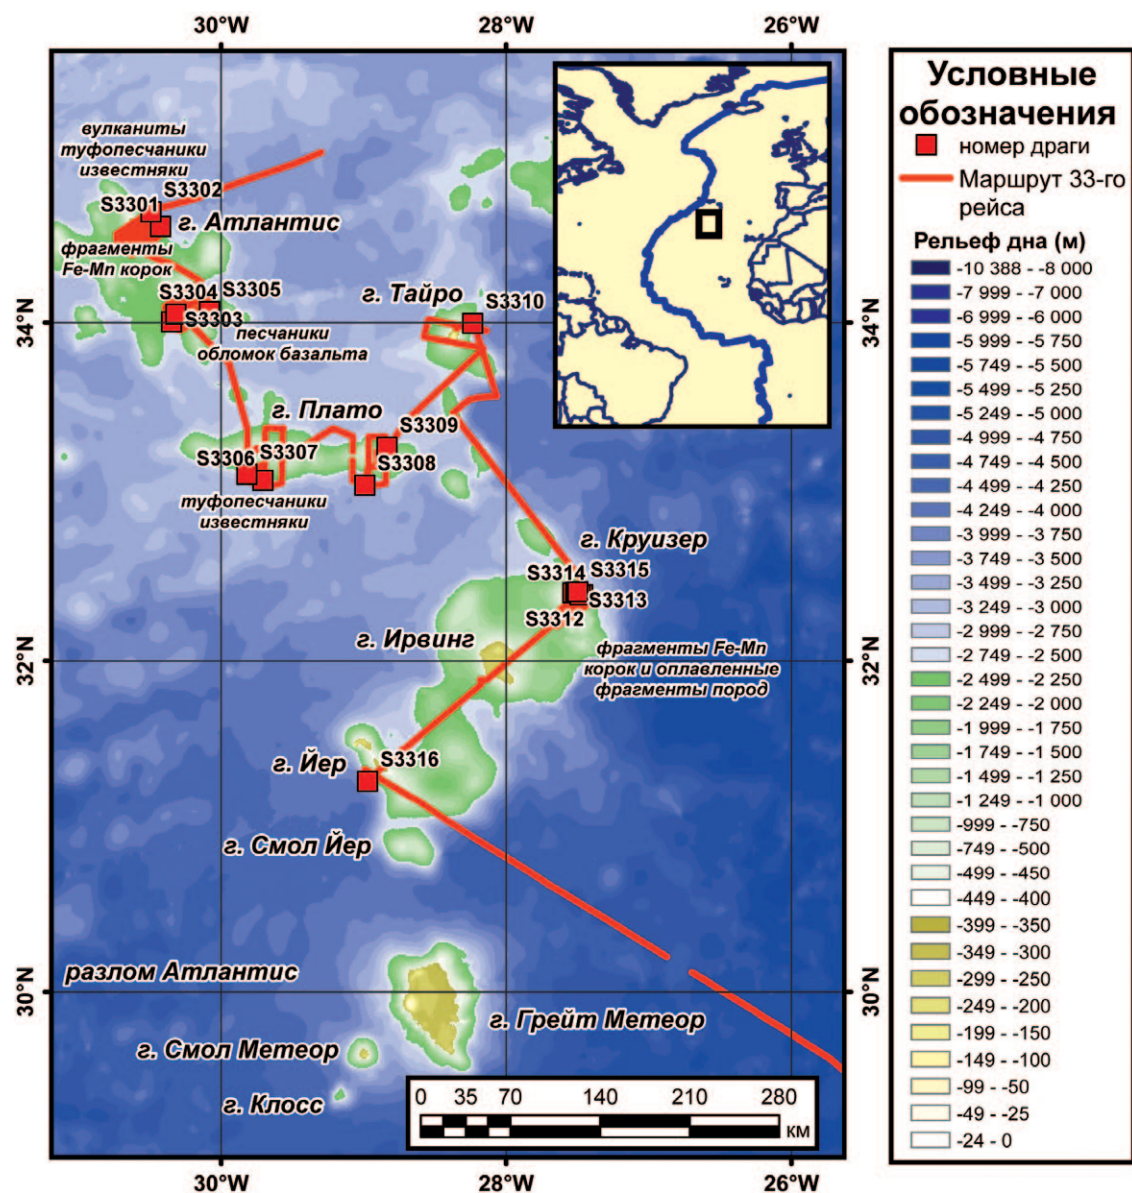 30°W
28°W
26°W
вулканиты
туфопесчаники
известняки
S3302
S3301
г. Атлантис
фрагменты
Fe-Mn корок
S3304
S3305
S3303
г. Тайро
S3310
34°N
34°N
песчаники
обломок базальта
г. Плато
S3309
S3307
S3306
S3308
туфопесчаники
известняки
г. Круизер
S3314
S3315
S3313
S3312
г. Ирвинг
32°N
32°N
фрагменты Fe-Mn
корок и оплавленные
фрагменты пород
г. Йер
S3316
г. Смол Йер
разлом Атлантис
30°N
30°N
г. Грейт Метеор
г. Смол Метеор
г. Клосс
0 35 70 140 210 280
км
30°W
28°W
26°W
Условные
обозначения
номер драги
Маршрут 33-го
рейса
Рельеф дна (м)
-10 388 - -8 000
-7 999 - -7 000
-6 999 - -6 000
-5 999 - -5 750
-5 749 - -5 500
-5 499 - -5 250
-5 249 - -5 000
-4 999 - -4 750
-4 749 - -4 500
-4 499 - -4 250
-4 249 - -4 000
-3 999 - -3 750
-3 749 - -3 500
-3 499 - -3 250
-3 249 - -3 000
-2 999 - -2 750
-2 749 - -2 500
-2 499 - -2 250
-2 249 - -2 000
-1 999 - -1 750
-1 749 - -1 500
-1 499 - -1 250
-1 249 - -1 000
-999 - -750
-749 - -500
-499 - -450
-449 - -400
-399 - -350
-349 - -300
-299 - -250
-249 - -200
-199 - -150
-149 - -100
-99 - -50
-49 - -25
-24 - 0